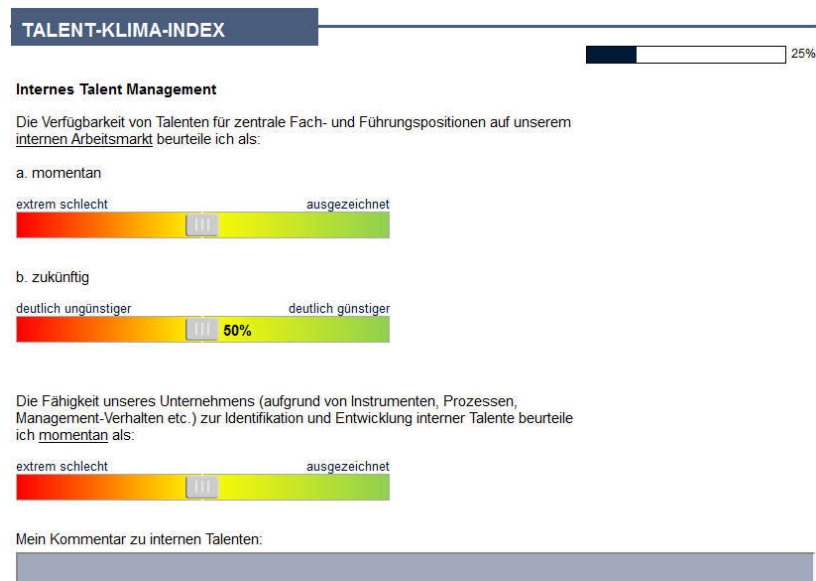 TALENT-KLIMA-INDEX
25%
Internes Talent Management
Die Verfügbarkeit von Talenten für zentrale Fach- und Führungspositionen auf unserem
internen Arbeitsmarkt beurteile ich als:
a. momentan
extrem schlecht ausgezeichnet
b. zukünftig
deutlich ungünstiger deutlich günstiger
50%
Die Fähigkeit unseres Unternehmens (aufgrund von Instrumenten, Prozessen,
Management-Verhalten etc.) zur Identifikation und Entwicklung interner Talente beurteile
ich momentan als:
extrem schlecht ausgezeichnet
Mein Kommentar zu internen Talenten: